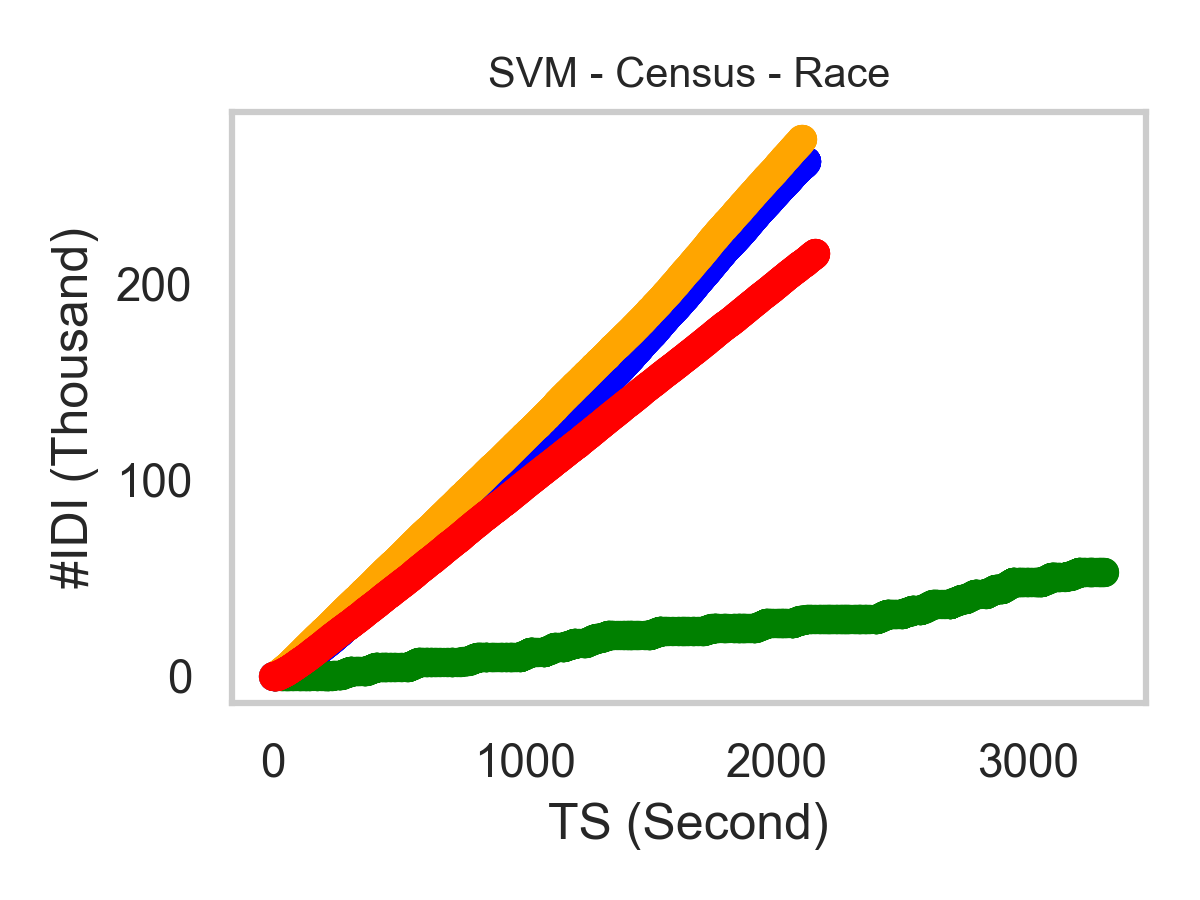 SVM - Census - Race
#IDI (Thousand)
200
100
0
0 1000 2000 3000
TS (Second)